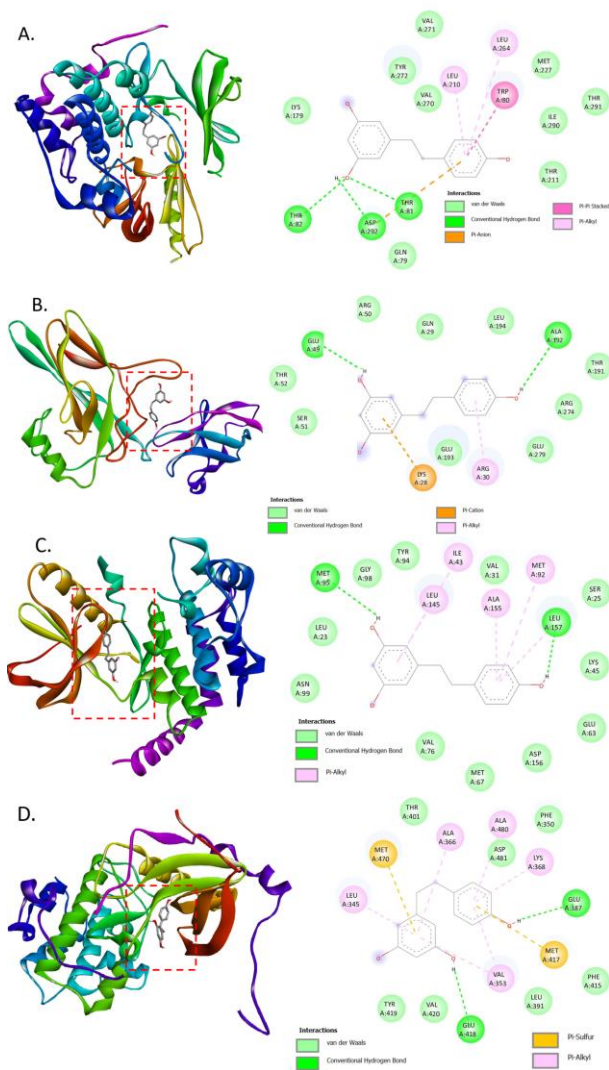 A.
VAL
A:271
LEU
A:264
TYR
A:272
LEU
A:210
MET
A:227
LYS
A:179
VAL
A:270
TRP
A:80
THR
A:291
ILE
A:290
THR
A:211
THR
A:82
ASP
A:292
THR
A:81
GLN
A:79
H
Interactions
van der Waals
Conventional Hydrogen Bond
Pi-Anion
Pi-Pi Stacked
Pi-Alkyl
B.
ARG
A:50
GLN
A:29
LEU
A:194
ALA
A:192
GLU
A:49
THR
A:52
THR
A:191
SER
A:51
ARG
A:274
GLU
A:193
GLU
A:279
LYS
A:28
ARG
A:30
H
H
Interactions
van der Waals
Conventional Hydrogen Bond
Pi-Cation
Pi-Alkyl
C.
MET
A:95
GLY
A:98
TYR
A:94
ILE
A:43
VAL
A:31
MET
A:92
LEU
A:145
ALA
A:155
SER
A:25
LEU
A:23
LEU
A:157
LYS
A:45
ASN
A:99
GLU
A:63
VAL
A:76
ASP
A:156
MET
A:67
H
H
Interactions
van der Waals
Conventional Hydrogen Bond
Pi-Alkyl
D.
THR
A:401
ALA
A:366
ALA
A:480
PHE
A:350
MET
A:470
ASP
A:481
LYS
A:368
LEU
A:345
GLU
A:387
MET
A:417
VAL
A:353
PHE
A:415
TYR
A:419
VAL
A:420
LEU
A:391
GLU
A:418
H
H
Interactions
van der Waals
Conventional Hydrogen Bond
Pi-Sulfur
Pi-Alkyl